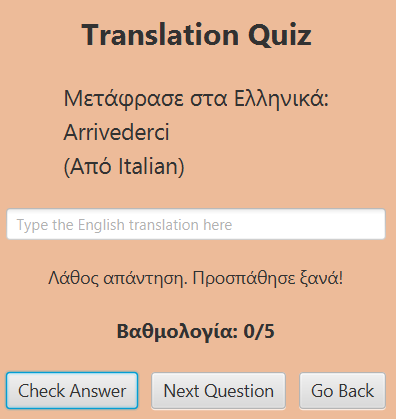 Translation Quiz
Μετάφρασε στα Ελληνικά:
Arrivederci
(Από Italian)
Type the English translation here
Λάθος απάντηση. Προσπάθησε ξανά!
Βαθμολογία: 0/5
Check Answer Next Question Go Back